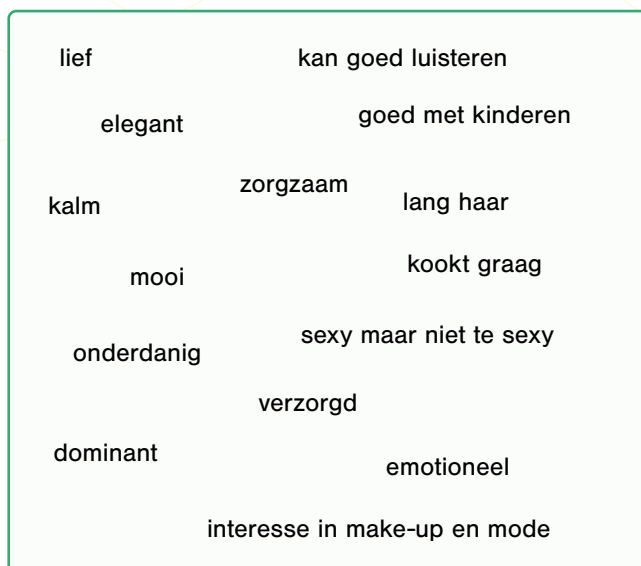 lief
kan goed luisteren
elegant
goed met kinderen
zorgzaam
kalm
lang haar
mooi
kookt graag
onderdanig
sexy maar niet te sexy
verzorgd
dominant
emotioneel
interesse in make-up en mode